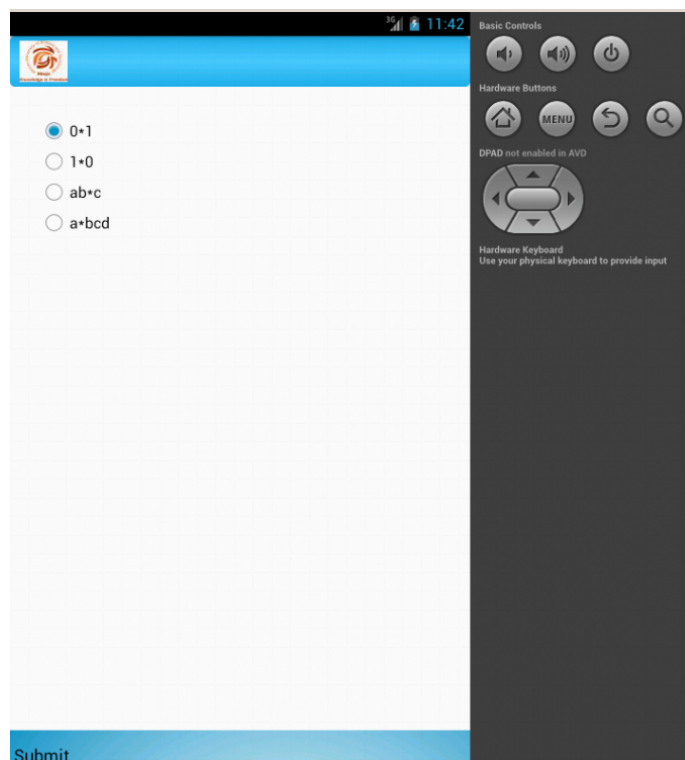 3G 11:42
0*1
1*0
ab*c
a*bcd
Submit
Basic Controls
Hardware Buttons
MENU
DPAD not enabled in AVD
Hardware Keyboard
Use your physical keyboard to provide input